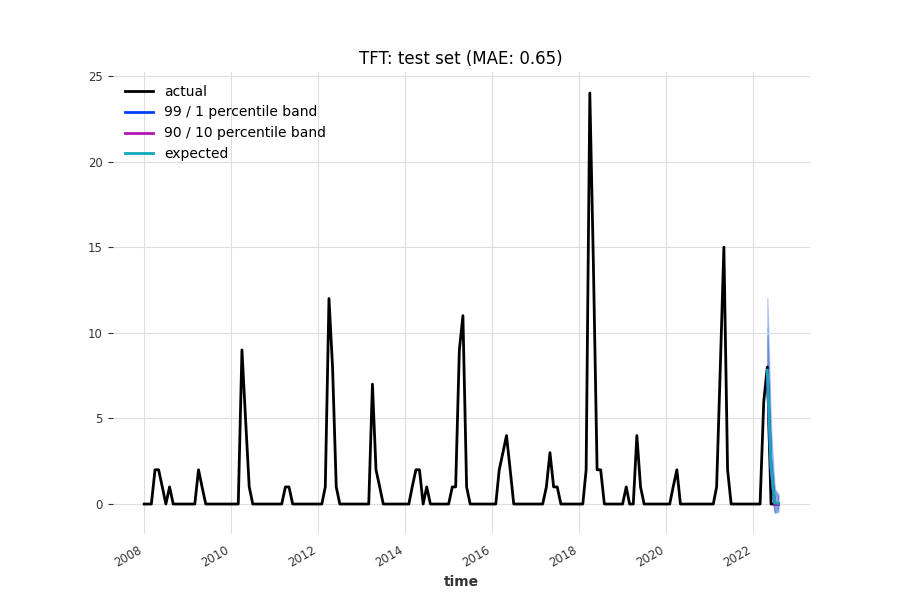 TFT: test set (MAE: 0.65)
25
20
15
10
5
0
actual
99 / 1 percentile band
90 / 10 percentile band
expected
2008
2010
2012
2014
2016
2018
2020
2022
time